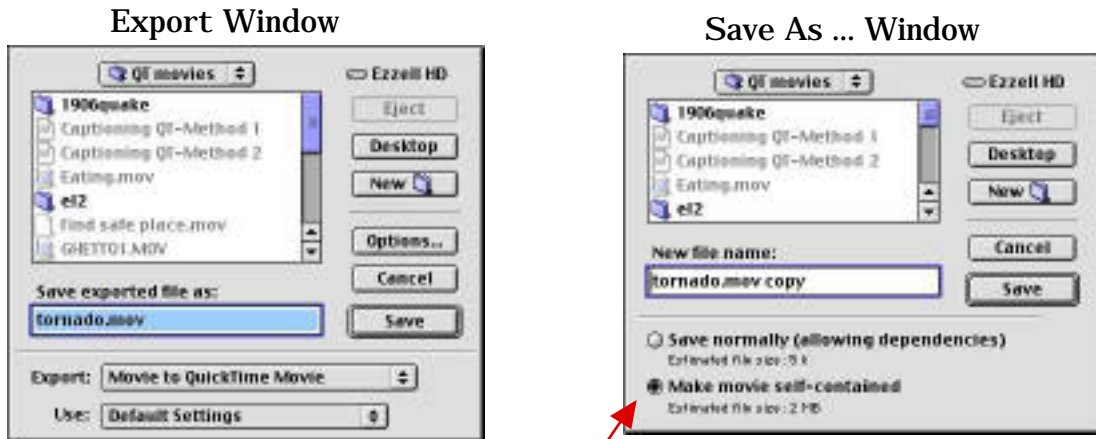 Export Window
QT movies
Ezzell HD
1906quake
Captioning QT-Method 1
Captioning QT-Method 2
Eating.mov
el2
find safe place.mov
GHETTO1.MOV
Eject
Desktop
New
Options...
Cancel
Save
Save exported file as:
tornado.mov
Export: Movie to QuickTime Movie
Use: Default Settings
Save As ... Window
QT movies
Ezzell HD
1906quake
Captioning QT-Method 1
Captioning QT-Method 2
Eating.mov
el2
Eject
Desktop
New
Cancel
Save
New file name:
tornado.mov copy
Save normally (allowing dependencies)
Estimated file size: 5 k
Make movie self-contained
Estimated file size: 2 MB